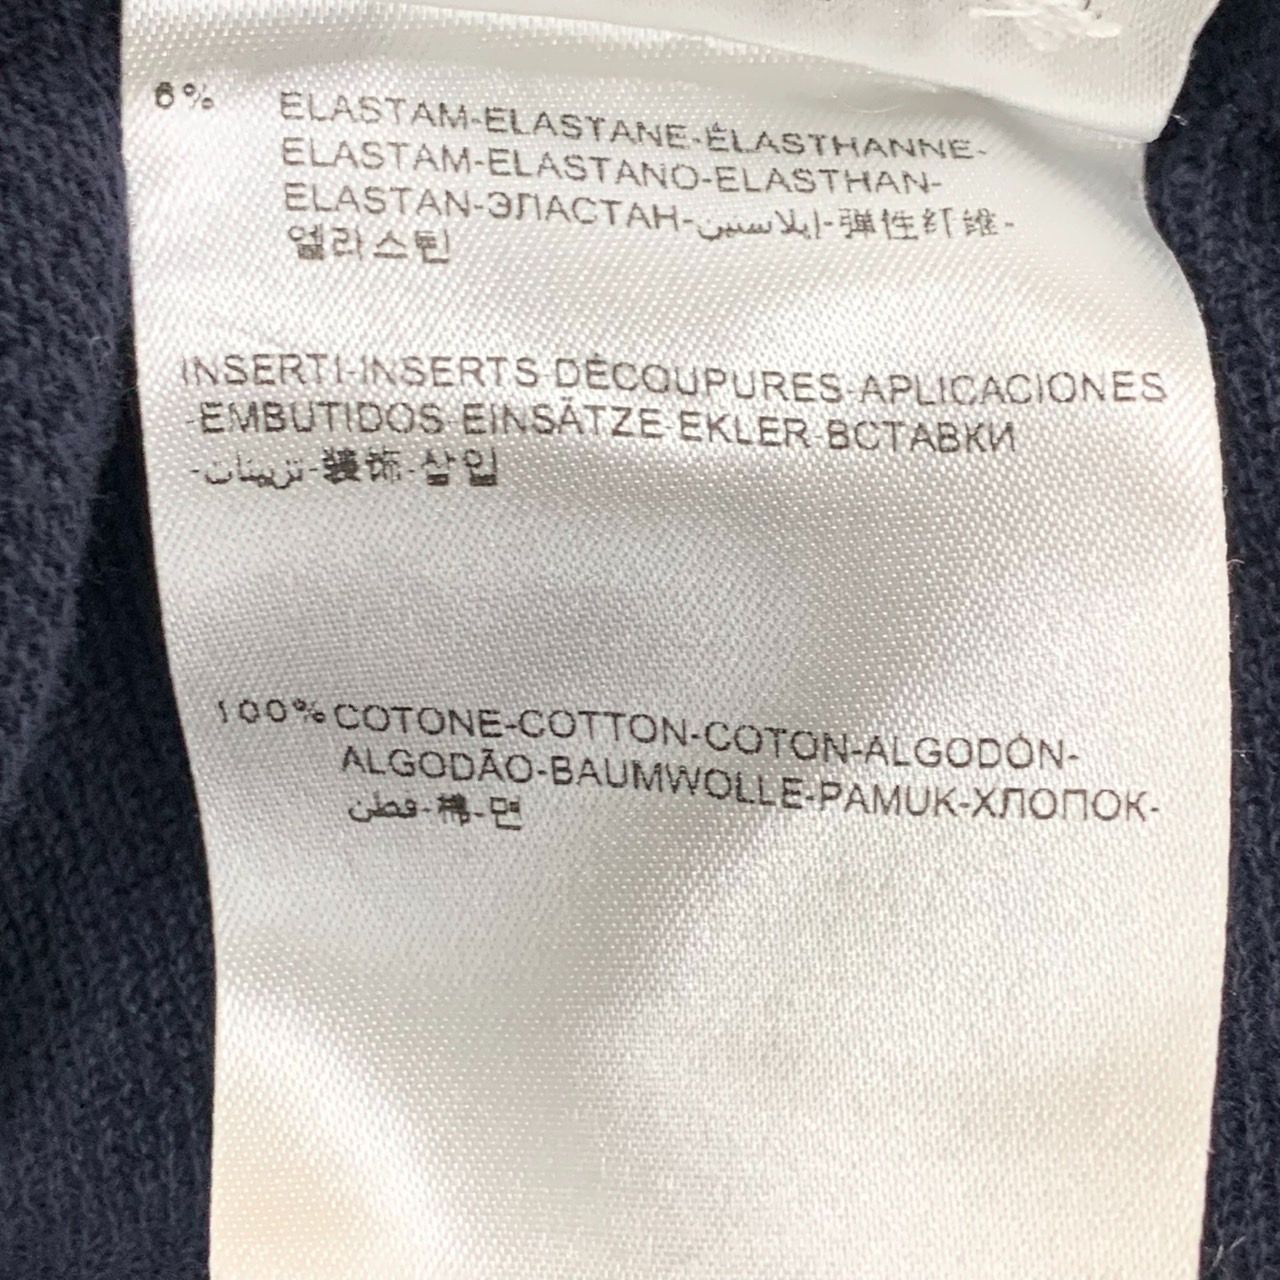 6% ELASTAM-ELASTANE-ÉLASTHANNE-
ELASTAM-ELASTANO-ELASTHAN-
ELASTAN-ЭЛАСТАН-إيلاستين-弹性纤维-
엘라스틴
INSERTI-INSERTS-DÉCOUPURES-APLICACIONES
-EMBUTIDOS-EINSÄTZE-EKLER-ВСТАВКИ
-تزيينات-装饰-삽입
100% COTONE-COTTON-COTON-ALGODÓN-
ALGODÃO-BAUMWOLLE-PAMUK-ХЛОПОК-
قطن-棉-면